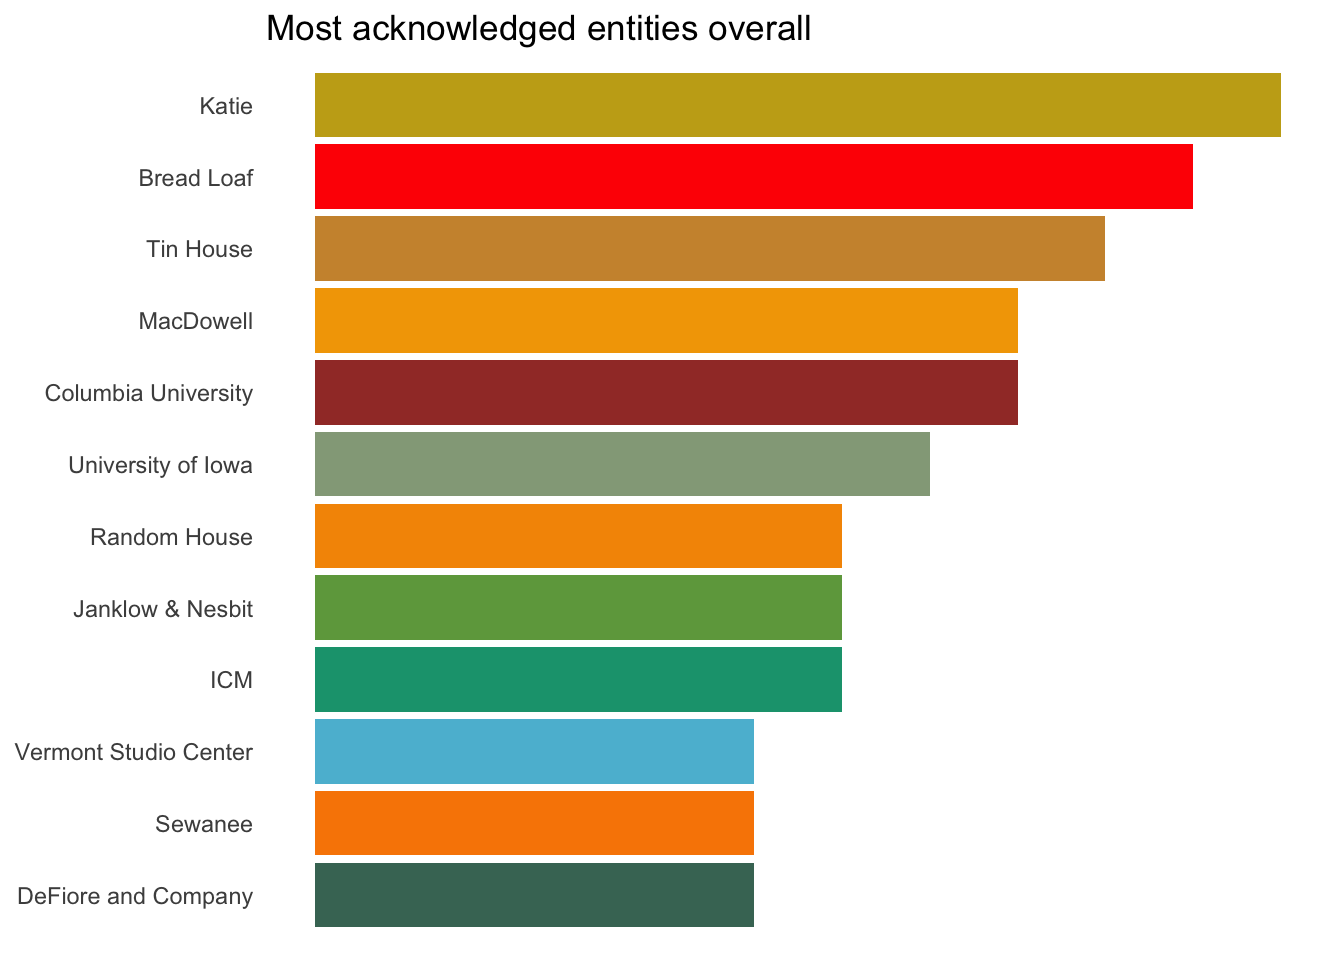 Most acknowledged entities overall
Katie
Bread Loaf
Tin House
MacDowell
Columbia University
University of Iowa
Random House
Janklow & Nesbit
ICM
Vermont Studio Center
Sewanee
DeFiore and Company